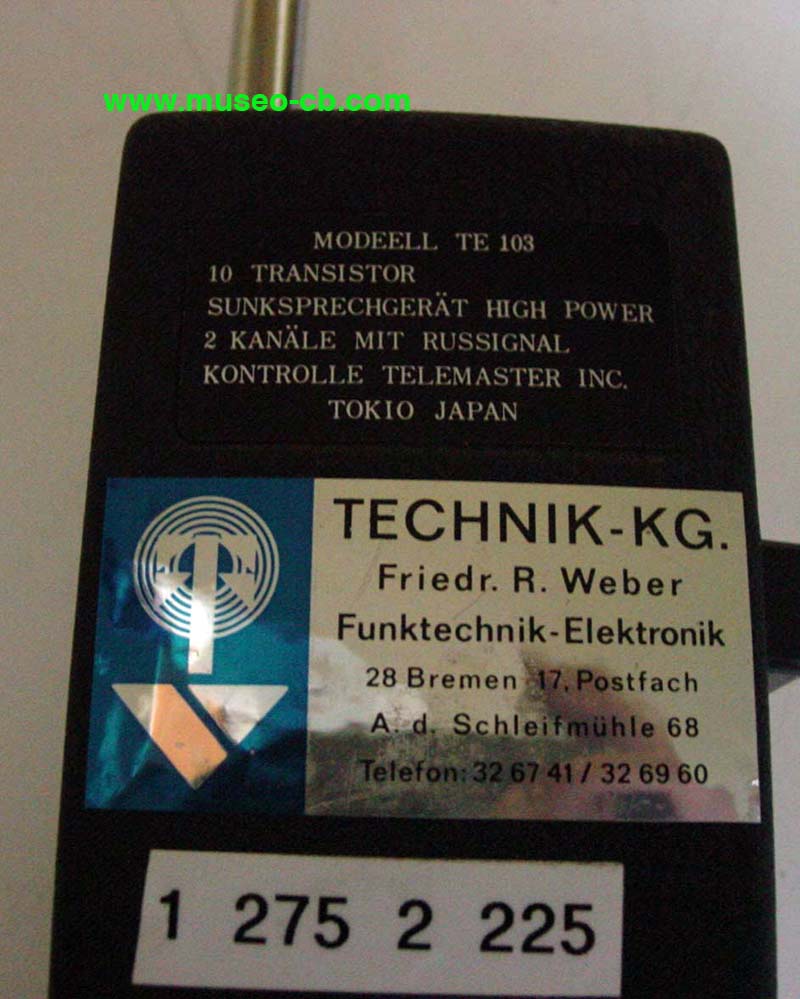 www.museo-cb.com
MODEELL TE 103
10 TRANSISTOR
SUNKSPRECHGERÄT HIGH POWER
2 KANÄLE MIT RUSSIGNAL
KONTROLLE TELEMASTER INC.
TOKIO JAPAN
TECHNIK-KG.
Friedr. R. Weber
Funktechnik-Elektronik
28 Bremen 17, Postfach
A. d. Schleifmühle 68
Telefon: 32 67 41 / 32 69 60
1 275 2 225